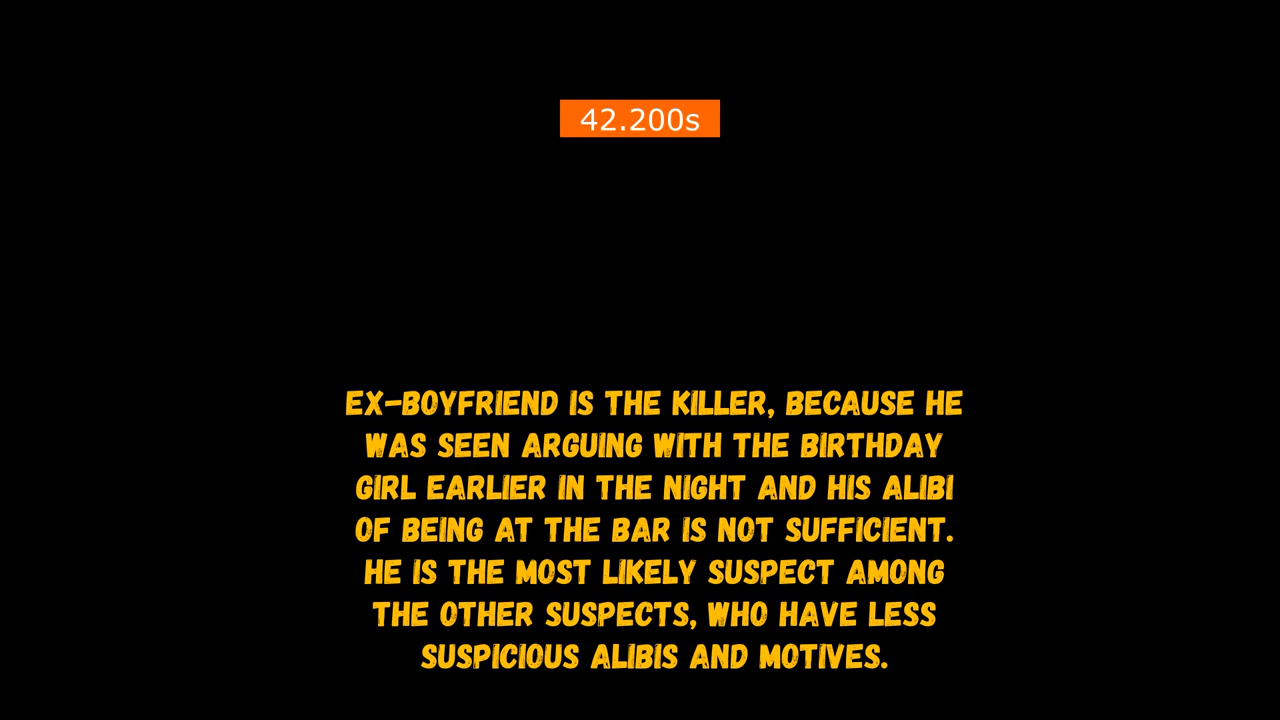 42.200s
EX-BOYFRIEND IS THE KILLER, BECAUSE HE
WAS SEEN ARGUING WITH THE BIRTHDAY
GIRL EARLIER IN THE NIGHT AND HIS ALIBI
OF BEING AT THE BAR IS NOT SUFFICIENT.
HE IS THE MOST LIKELY SUSPECT AMONG
THE OTHER SUSPECTS, WHO HAVE LESS
SUSPICIOUS ALIBIS AND MOTIVES.